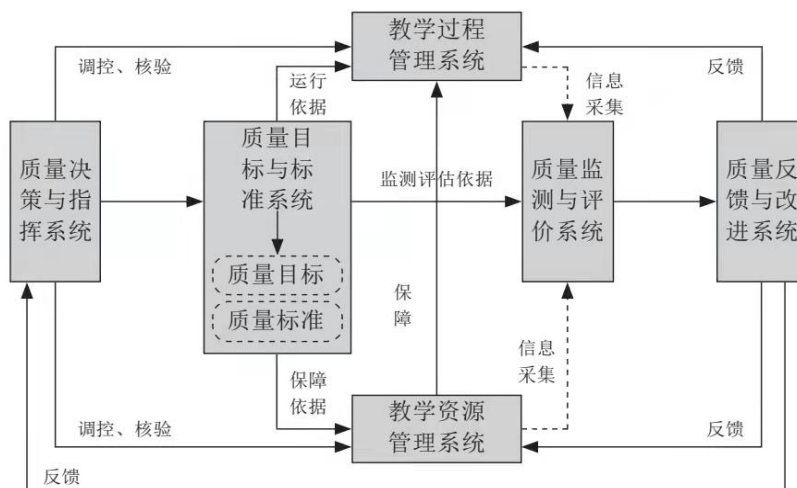 教学过程
管理系统
调控、核验
反馈
运行
依据
信息
采集
质量决
策与指
挥系统
质量目
标与标
准系统
监测评估依据
质量监
测与评
价系统
质量反
馈与改
进系统
质量目标
质量标准
保
障
信息
采集
保障
依据
教学资源
管理系统
调控、核验
反馈
反馈